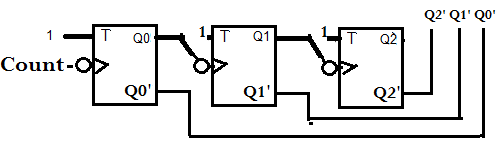 Q2' Q1' Q0'
1 T Q0 1 T Q1 1 T Q2
Count
Q0' Q1' Q2'